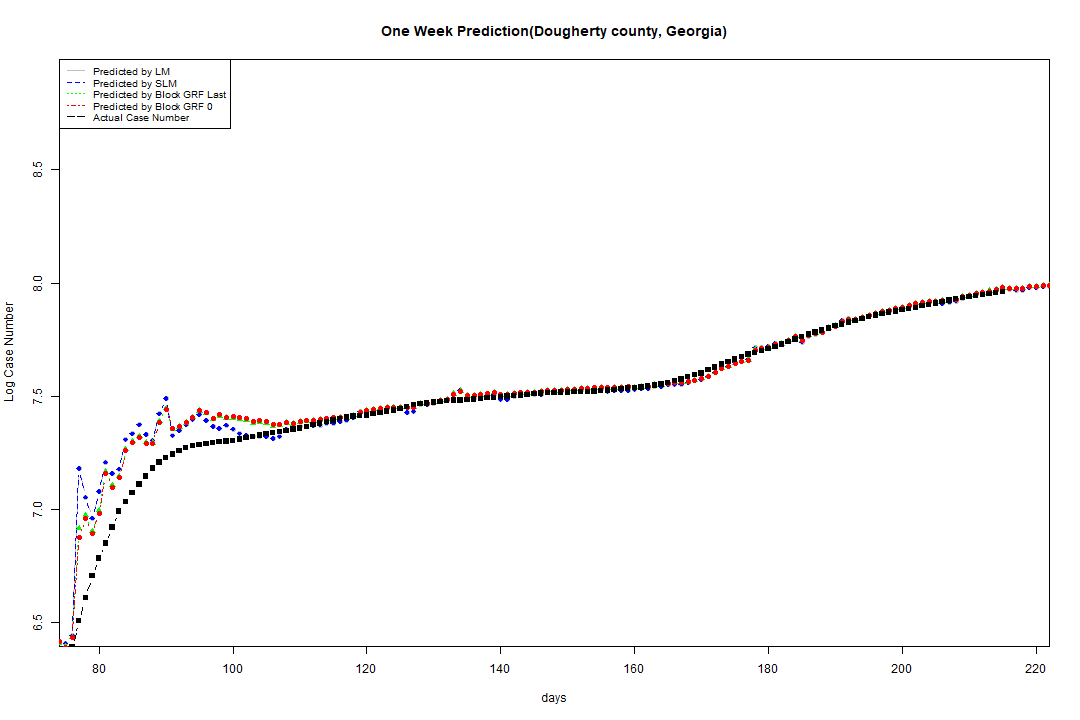 One Week Prediction(Dougherty county, Georgia)
Predicted by LM
Predicted by SLM
Predicted by Block GRF Last
Predicted by Block GRF 0
Actual Case Number
8.5
8.0
7.5
7.0
6.5
Log Case Number
80 100 120 140 160 180 200 220
days